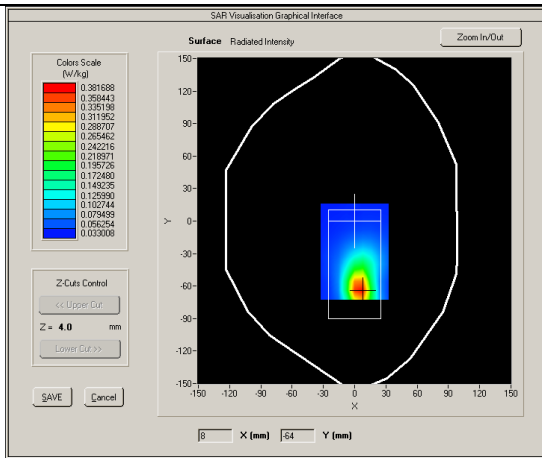 SAR Visualisation Graphical Interface
Surface Radiated Intensity
Zoom In/Out
Colors Scale
(W/kg)
0.381688
0.358443
0.335198
0.311952
0.288707
0.265462
0.242216
0.218971
0.195726
0.172480
0.149235
0.125990
0.102744
0.079499
0.056254
0.033008
Z-Cuts Control
<< Upper Cut
Z = 4.0 mm
Lower Cut >>
SAVE Cancel
150
120
90
60
30
0
-30
-60
-90
-120
-150
Y
-150 -120 -90 -60 -30 0 30 60 90 120 150
X
8 X (mm) -64 Y (mm)